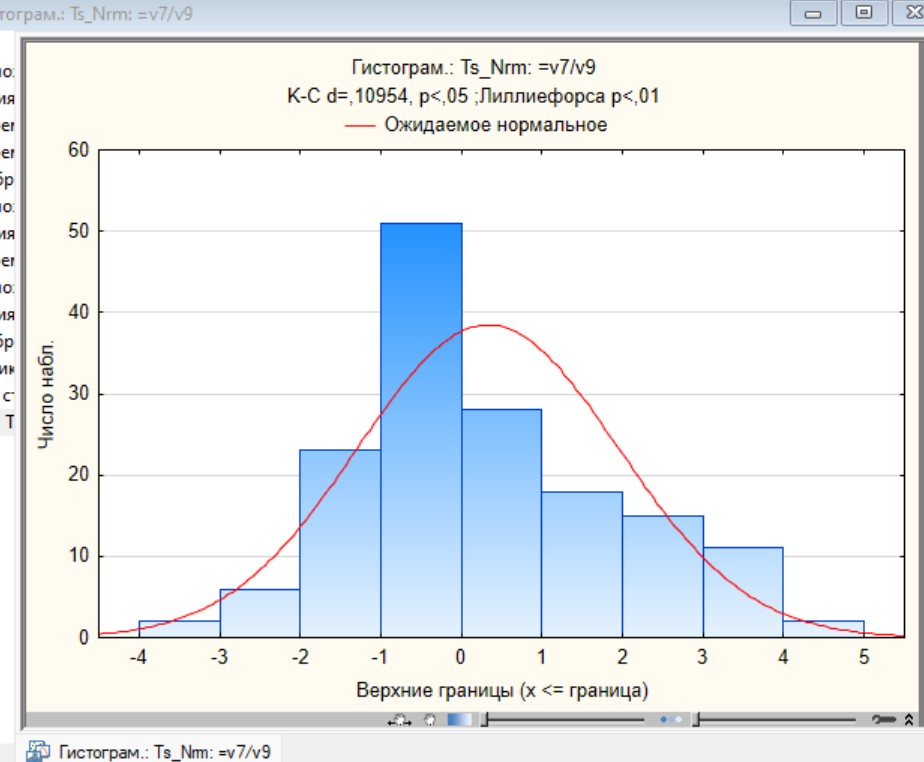 тограм.: Ts_Nrm: =v7/v9
Гистограм.: Ts_Nrm: =v7/v9
К-С d=,10954, p<,05 ;Лиллиефорса p<,01
Ожидаемое нормальное
Число набл.
60
50
40
30
20
10
0
-4 -3 -2 -1 0 1 2 3 4 5
Верхние границы (x <= граница)
Гистограм.: Ts_Nrm: =v7/v9